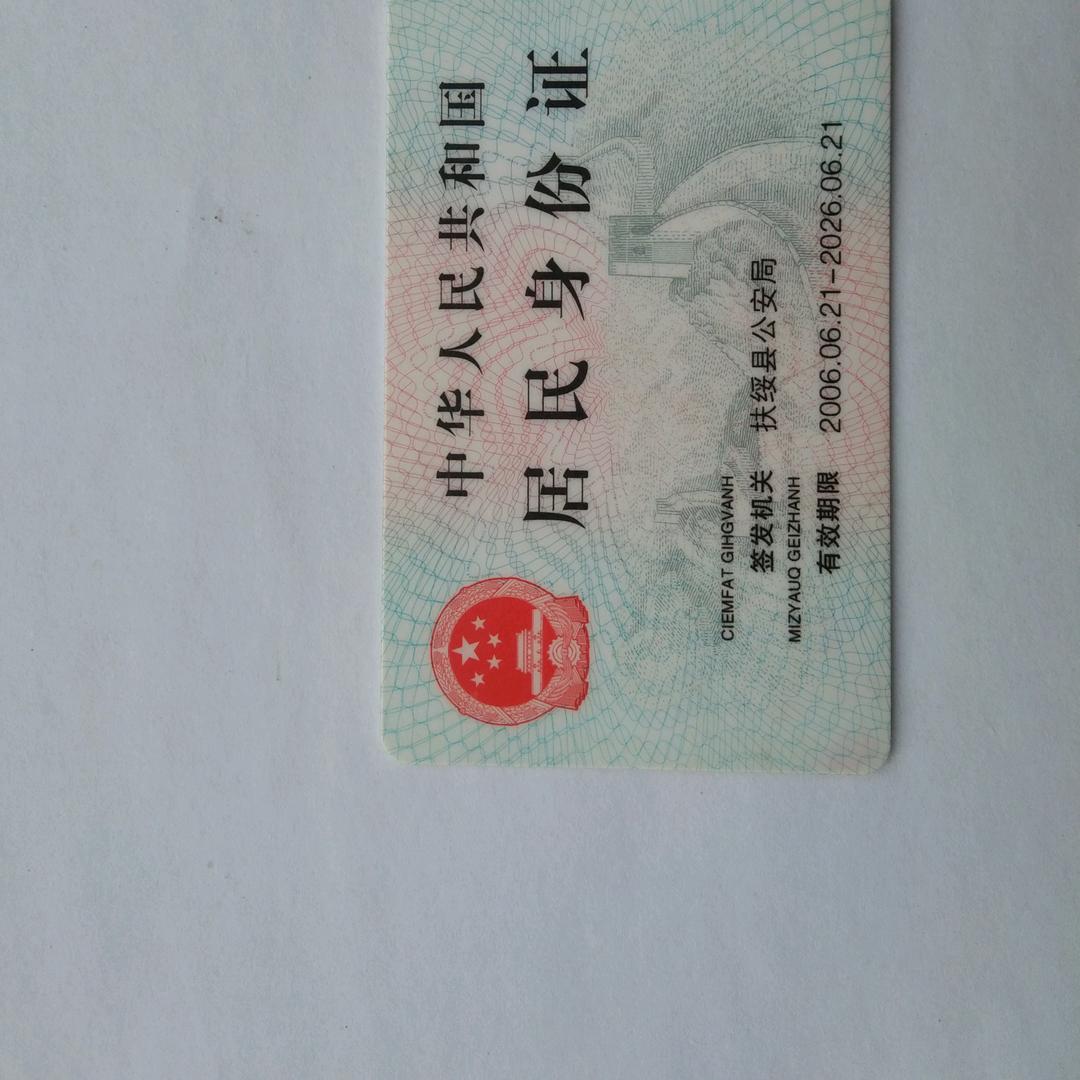 中华人民共和国
居民身份证
CIEMFAT GIHGVANH
签发机关 扶绥县公安局
MIZYAUQ GEIZHANH
有效期限 2006.06.21-2026.06.21